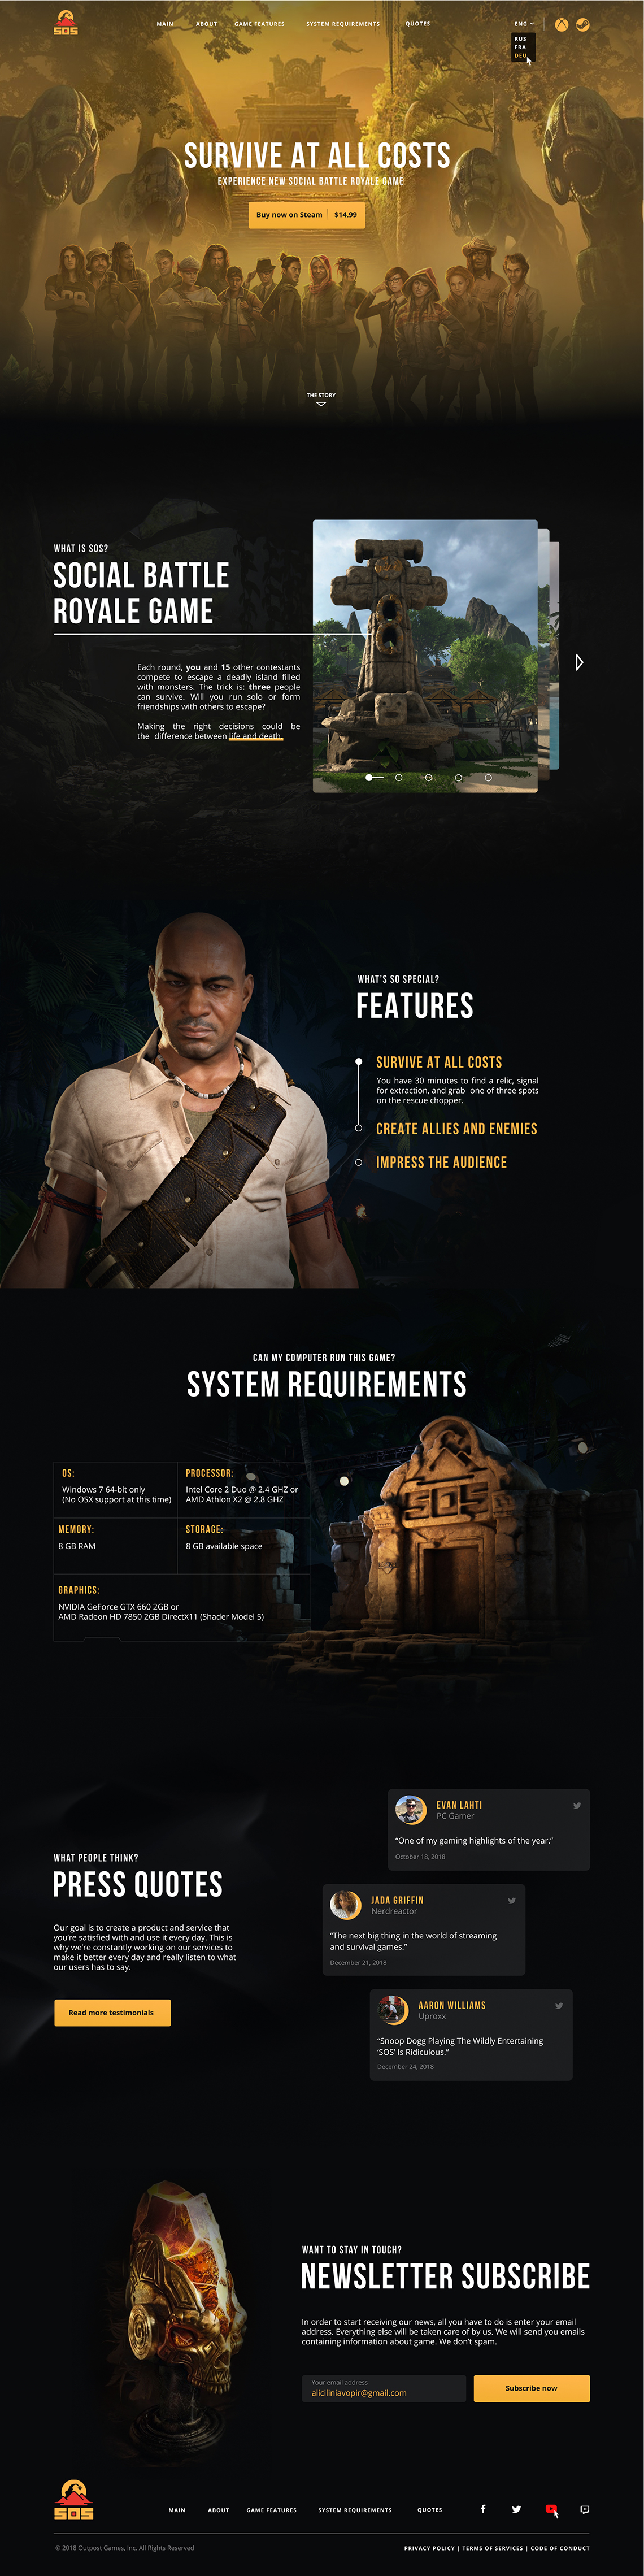 SOS
MAIN
ABOUT
GAME FEATURES
SYSTEM REQUIREMENTS
QUOTES
ENG
RUS
FRA
DEU
SURVIVE AT ALL COSTS
EXPERIENCE NEW SOCIAL BATTLE ROYALE GAME
Buy now on Steam | $14.99
THE STORY
WHAT IS SOS?
SOCIAL BATTLE
ROYALE GAME
Each round, you and 15 other contestants
compete to escape a deadly island filled
with monsters. The trick is: three people
can survive. Will you run solo or form
friendships with others to escape?
Making the right decisions could be
the difference between life and death.
WHAT'S SO SPECIAL?
FEATURES
SURVIVE AT ALL COSTS
You have 30 minutes to find a relic, signal
for extraction, and grab one of three spots
on the rescue chopper.
CREATE ALLIES AND ENEMIES
IMPRESS THE AUDIENCE
CAN MY COMPUTER RUN THIS GAME?
SYSTEM REQUIREMENTS
OS:
Windows 7 64-bit only
(No OSX support at this time)
PROCESSOR:
Intel Core 2 Duo @ 2.4 GHZ or
AMD Athlon X2 @ 2.8 GHZ
MEMORY:
8 GB RAM
STORAGE:
8 GB available space
GRAPHICS:
NVIDIA GeForce GTX 660 2GB or
AMD Radeon HD 7850 2GB DirectX11 (Shader Model 5)
SOS
WHAT PEOPLE THINK?
PRESS QUOTES
Our goal is to create a product and service that
you're satisfied with and use it every day. This is
why we're constantly working on our services to
make it better every day and really listen to what
our users has to say.
Read more testimonials
EVAN LAHTI
PC Gamer
"One of my gaming highlights of the year."
October 18, 2018
JADA GRIFFIN
Nerdreactor
"The next big thing in the world of streaming
and survival games."
December 21, 2018
AARON WILLIAMS
Uproxx
"Snoop Dogg Playing The Wildly Entertaining
'SOS' Is Ridiculous."
December 24, 2018
WANT TO STAY IN TOUCH?
NEWSLETTER SUBSCRIBE
In order to start receiving our news, all you have to do is enter your email
address. Everything else will be taken care of by us. We will send you emails
containing information about game. We don't spam.
Your email address
aliciliniavopir@gmail.com
Subscribe now
SOS
MAIN
ABOUT
GAME FEATURES
SYSTEM REQUIREMENTS
QUOTES
© 2018 Outpost Games, Inc. All Rights Reserved
PRIVACY POLICY | TERMS OF SERVICES | CODE OF CONDUCT